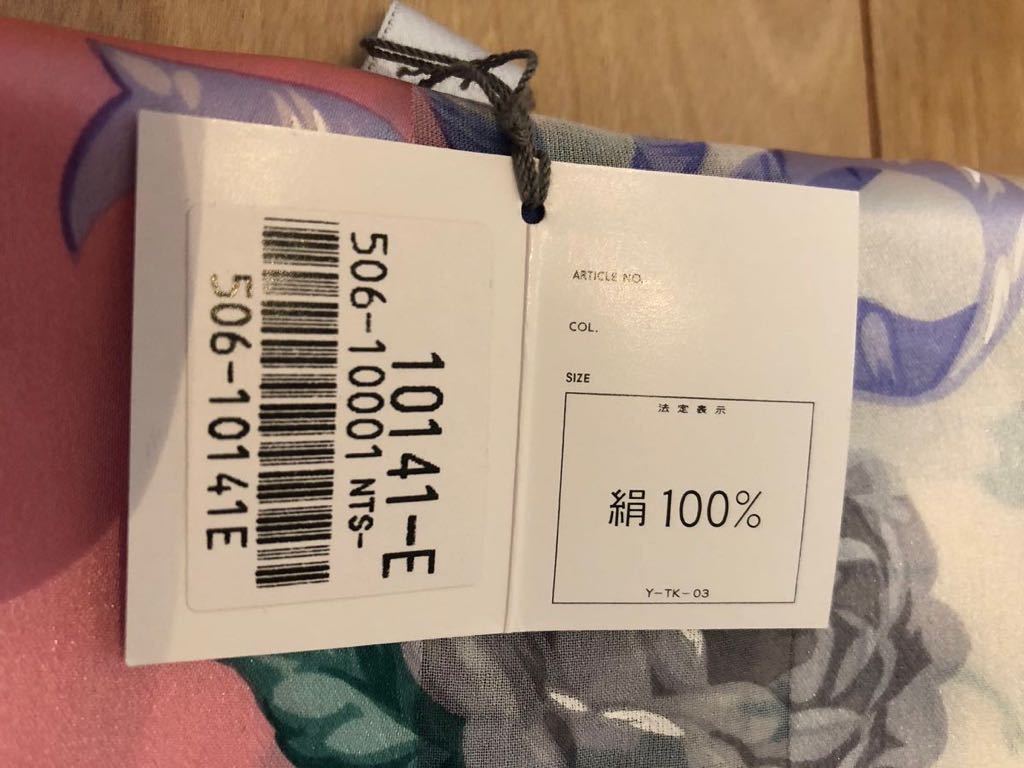 10141-E
506-10001 NTS-
506-10141E
ARTICLE NO.
COL.
SIZE
法定表示
絹 100%
Y-TK-03